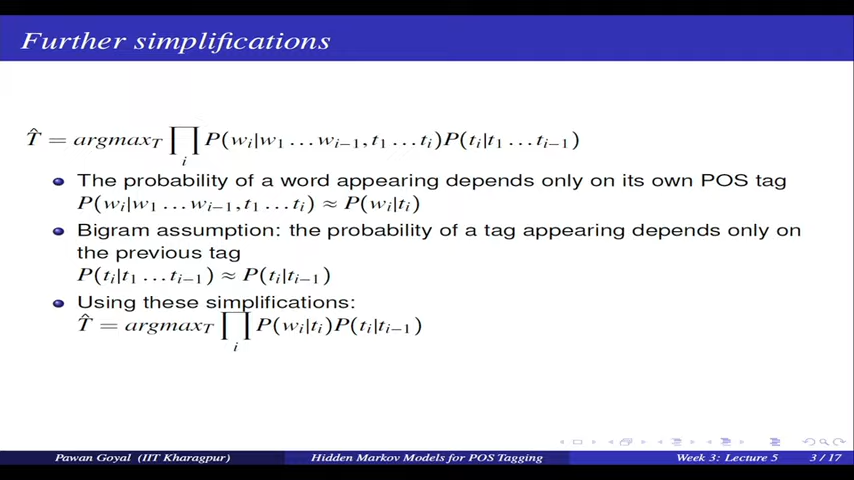 Further simplifications
T̂ = argmax_T ∏_i P(w_i|w_1 ... w_{i−1}, t_1 ... t_i)P(t_i|t_1 ... t_{i−1})
The probability of a word appearing depends only on its own POS tag
P(w_i|w_1 ... w_{i−1}, t_1 ... t_i) ≈ P(w_i|t_i)
Bigram assumption: the probability of a tag appearing depends only on
the previous tag
P(t_i|t_1 ... t_{i−1}) ≈ P(t_i|t_{i−1})
Using these simplifications:
T̂ = argmax_T ∏_i P(w_i|t_i)P(t_i|t_{i−1})
Pawan Goyal (IIT Kharagpur) Hidden Markov Models for POS Tagging Week 3: Lecture 5 3 / 17